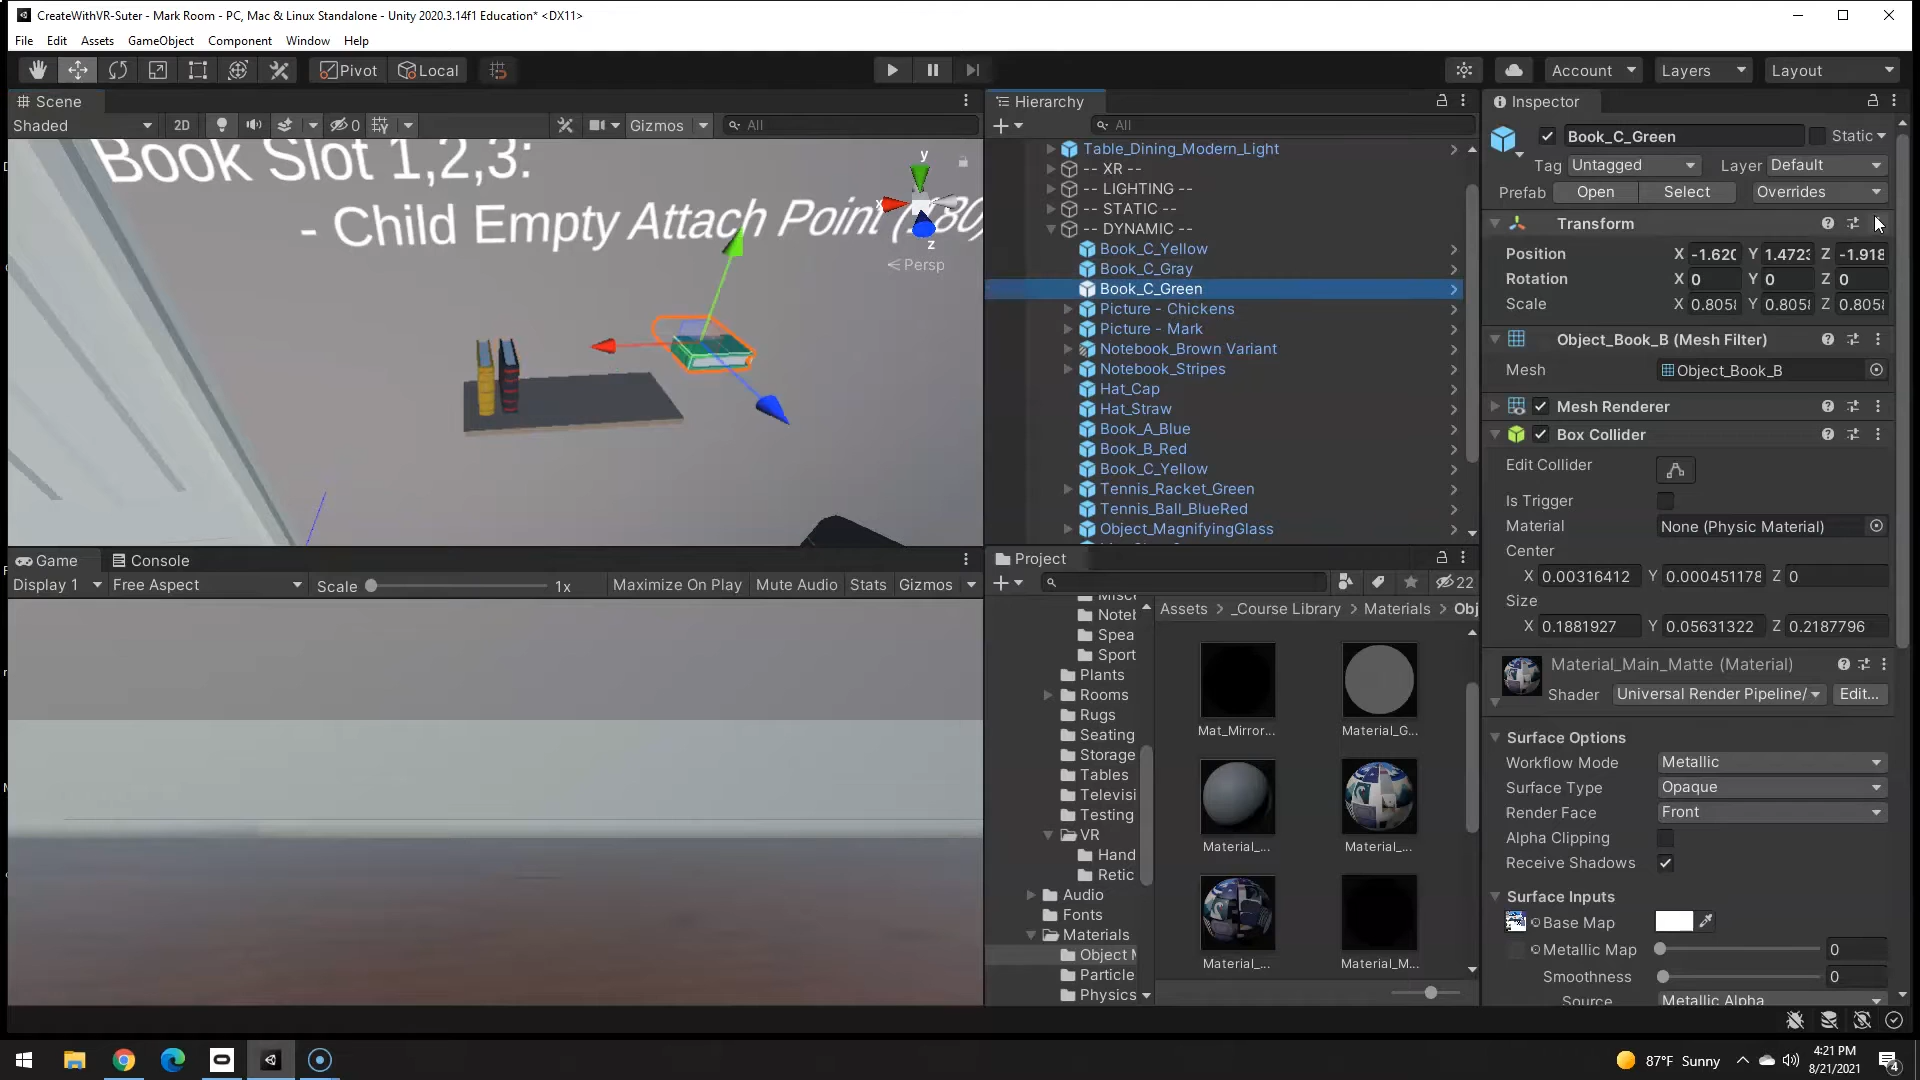 CreateWithVR-Suter - Mark Room - PC, Mac & Linux Standalone - Unity 2020.3.14f1 Education* <DX11>
File Edit Assets GameObject Component Window Help
Pivot Local Account Layers Layout
Scene
Shaded 2D 0 Gizmos All
Book Slot 1,2,3:
- Child Empty Attach Point (180)
y
x
z
Persp
Game Console
Display 1 Free Aspect Scale 1x Maximize On Play Mute Audio Stats Gizmos
Hierarchy
All
Table_Dining_Modern_Light
-- XR --
-- LIGHTING --
-- STATIC --
-- DYNAMIC --
Book_C_Yellow
Book_C_Gray
Book_C_Green
Picture - Chickens
Picture - Mark
Notebook_Brown Variant
Notebook_Stripes
Hat_Cap
Hat_Straw
Book_A_Blue
Book_B_Red
Book_C_Yellow
Tennis_Racket_Green
Tennis_Ball_BlueRed
Object_MagnifyingGlass
Project
22
Noteb
Spea
Sport
Plants
Rooms
Rugs
Seating
Storage
Tables
Televisi
Testing
VR
Hand
Retic
Audio
Fonts
Materials
Object M
Particle
Physics
Assets > _Course Library > Materials > Obj
Mat_Mirror... Material_G...
Material_... Material_...
Material_... Material_M...
Inspector
Book_C_Green Static
Tag Untagged Layer Default
Prefab Open Select Overrides
Transform
Position X -1.620 Y 1.4723 Z -1.918
Rotation X 0 Y 0 Z 0
Scale X 0.8058 Y 0.8058 Z 0.8058
Object_Book_B (Mesh Filter)
Mesh Object_Book_B
Mesh Renderer
Box Collider
Edit Collider
Is Trigger
Material None (Physic Material)
Center
X 0.00316412 Y 0.000451178 Z 0
Size
X 0.1881927 Y 0.05631322 Z 0.2187796
Material_Main_Matte (Material)
Shader Universal Render Pipeline/ Edit...
Surface Options
Workflow Mode Metallic
Surface Type Opaque
Render Face Front
Alpha Clipping
Receive Shadows
Surface Inputs
Base Map
Metallic Map 0
Smoothness 0
Source Metallic Alpha
87°F Sunny 4:21 PM
8/21/2021
4